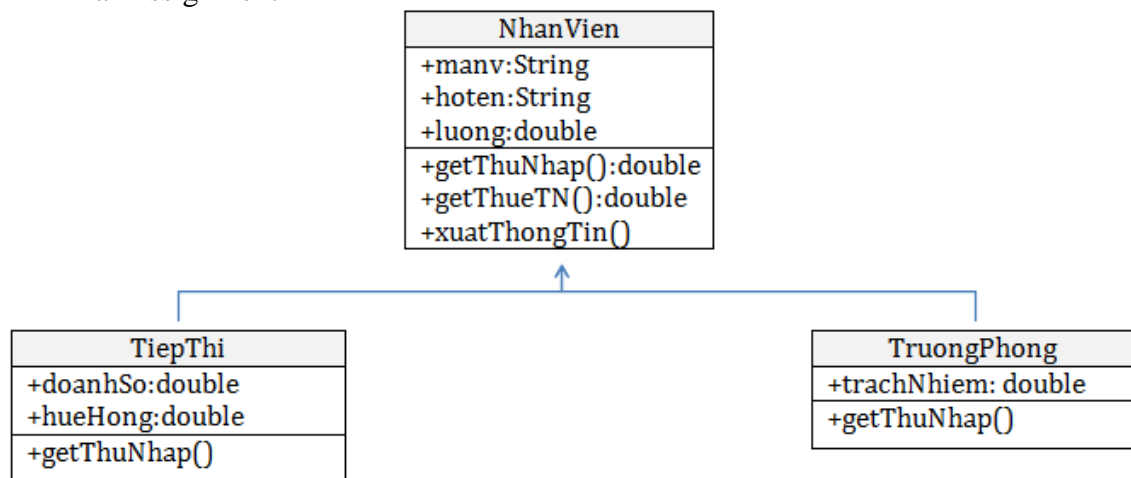 NhanVien
+manv:String
+hoten:String
+luong:double
+getThuNhap():double
+getThueTN():double
+xuatThongTin()
TiepThi
+doanhSo:double
+hueHong:double
+getThuNhap()
TruongPhong
+trachNhiem: double
+getThuNhap()